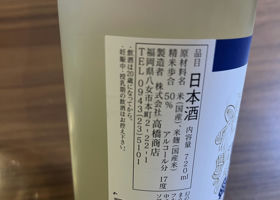 品目 日本酒 内容量 720ml
原材料名 米(国産)、米麹(国産米)
精米歩合 50% アルコール分 17度
製造者 株式会社 高橋商店
福岡県八女市本町2-22-1
TEL 0943(23)5101
・飲酒は20歳になってから。
・妊娠中・授乳期の飲酒はお控え下さい。